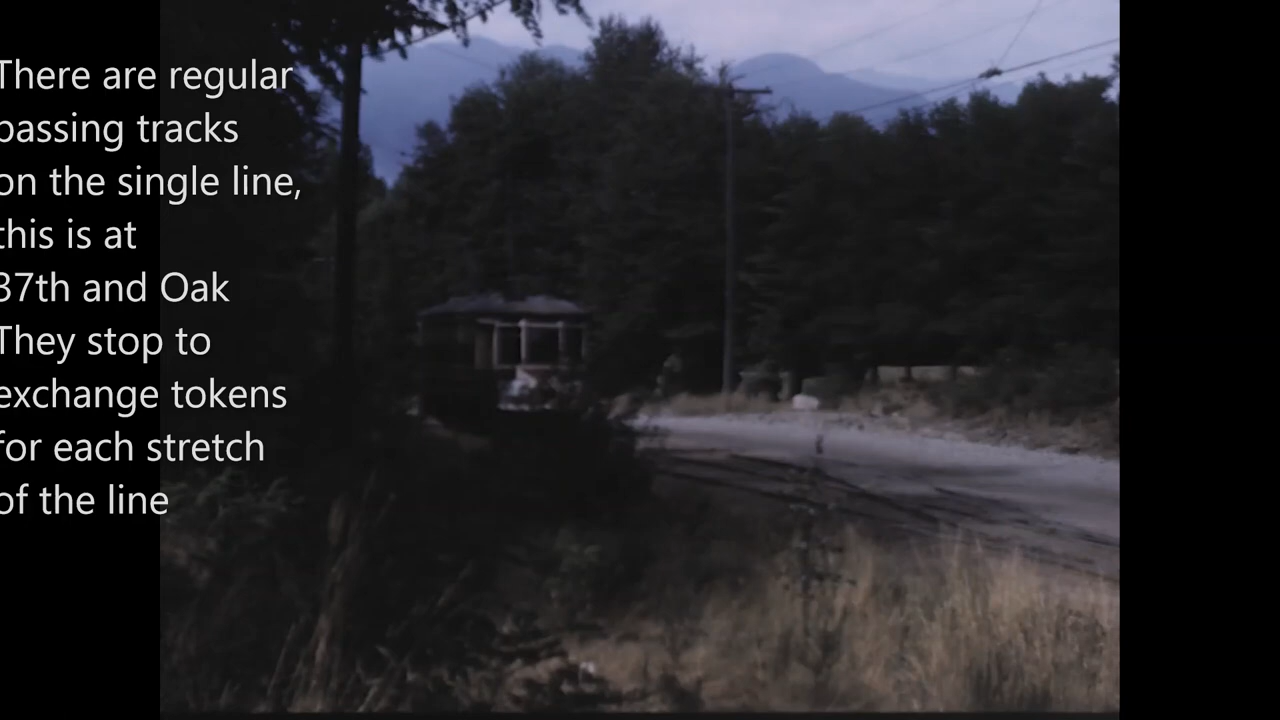 There are regular
passing tracks
on the single line,
this is at
37th and Oak
They stop to
exchange tokens
for each stretch
of the line